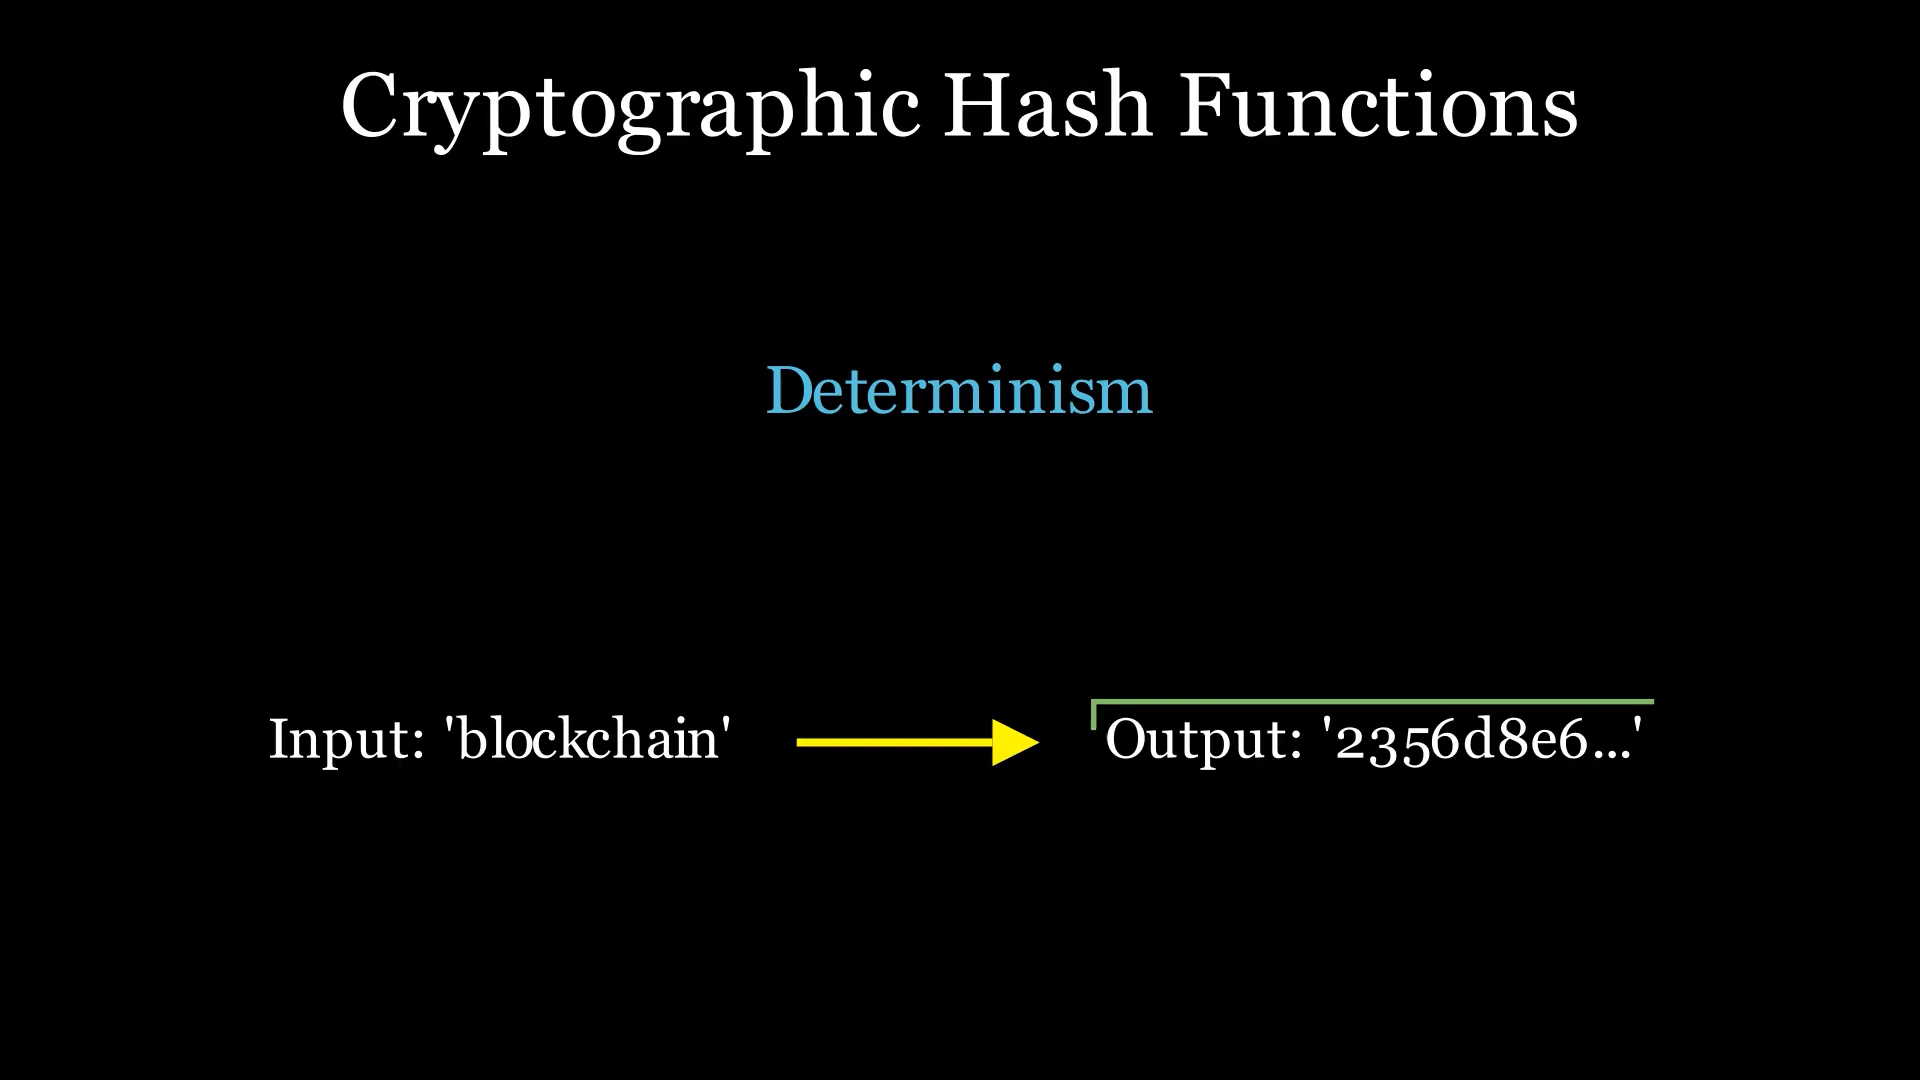 Cryptographic Hash Functions
Determinism
Input: 'blockchain'
Output: '2356d8e6...'